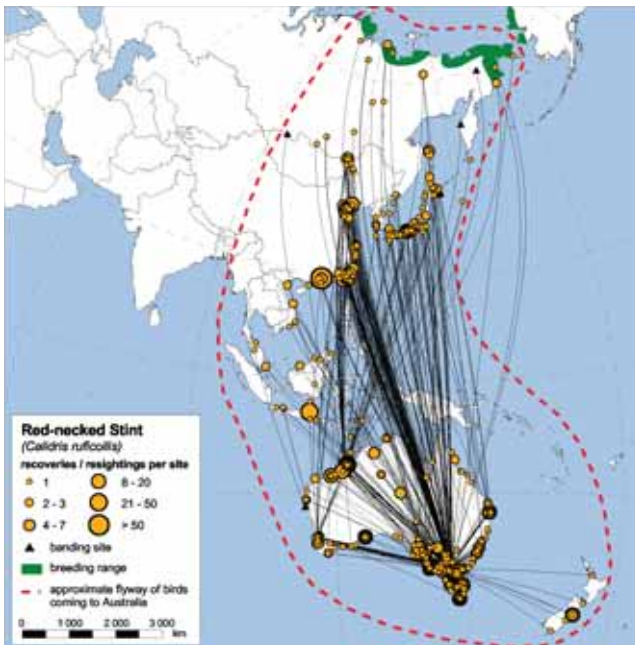 Red-necked Stint
(Calidris ruficollis)
recoveries / resightings per site
1 8 - 20
2 - 3 21 - 50
4 - 7 > 50
banding site
breeding range
approximate flyway of birds
coming to Australia
0 1 000 2 000 3 000
km